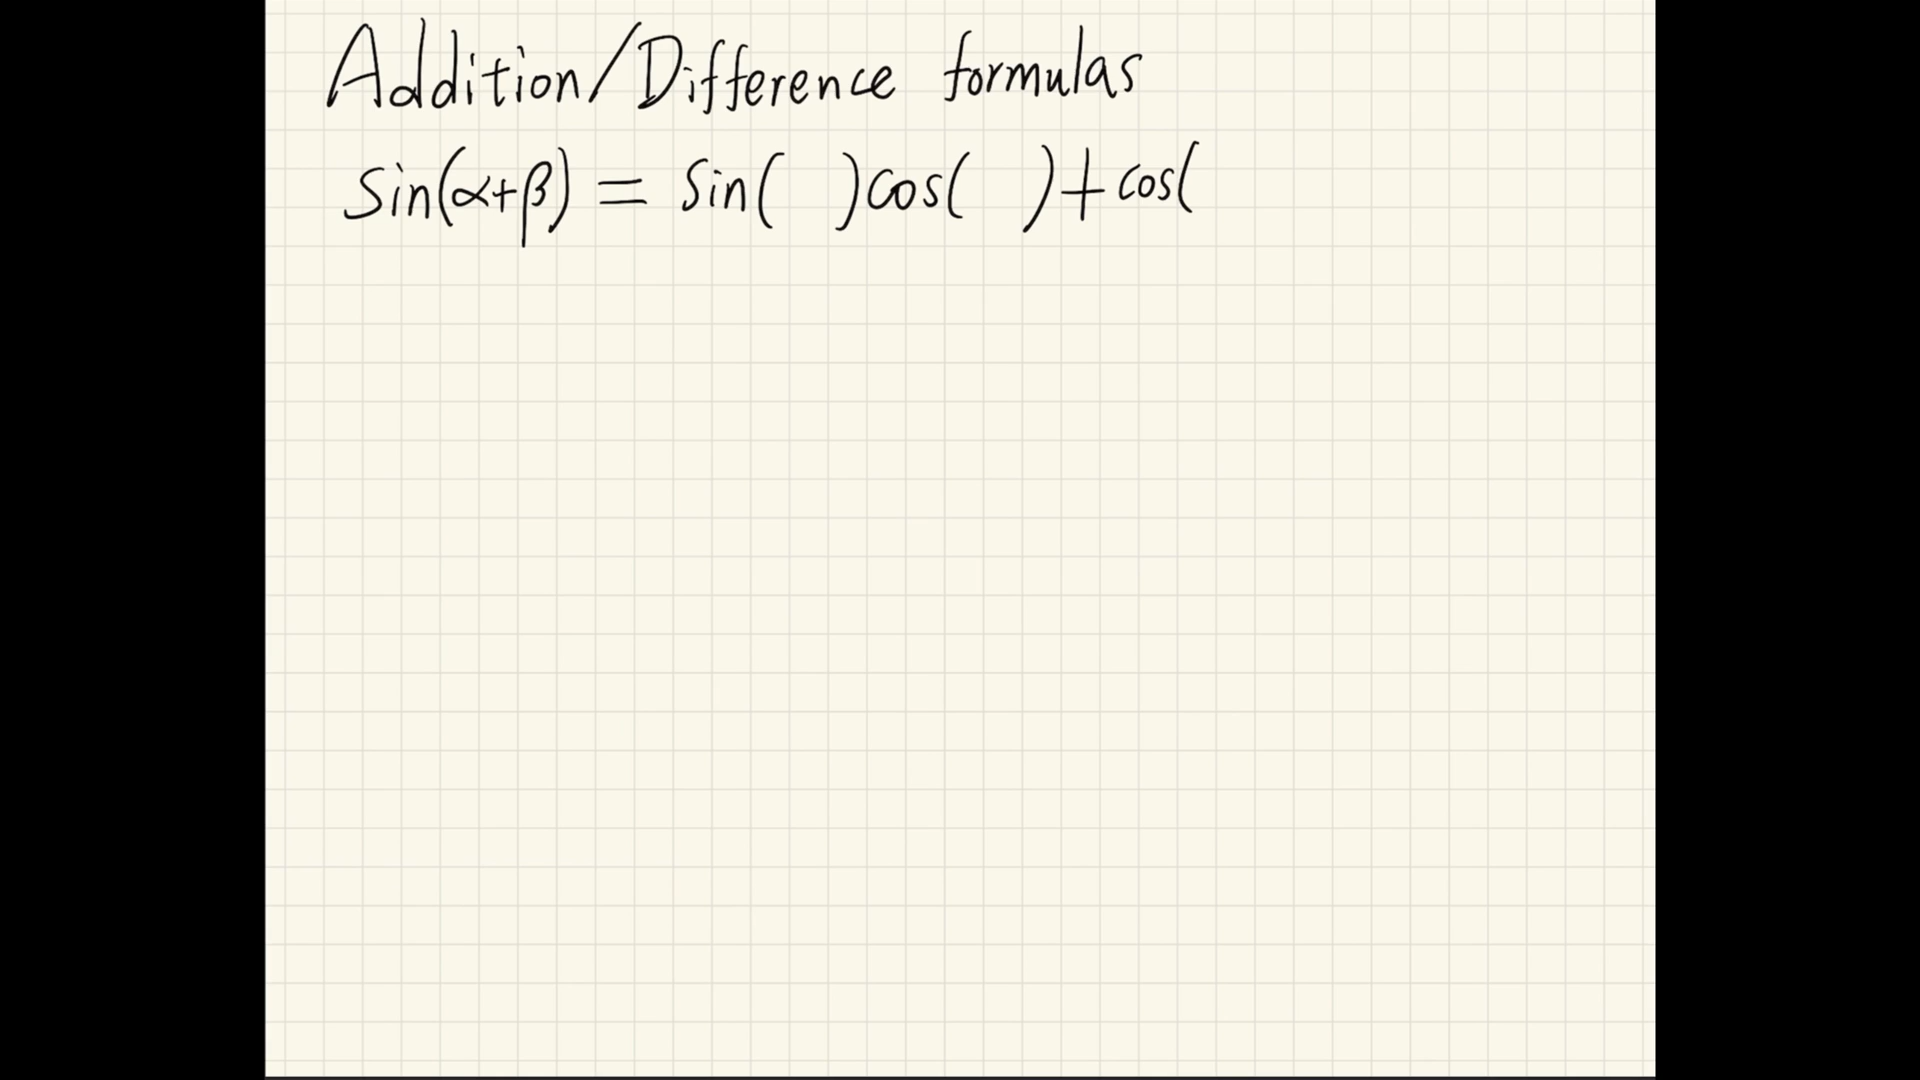 Addition/Difference formulas
sin(α+β) = sin( )cos( )+cos(